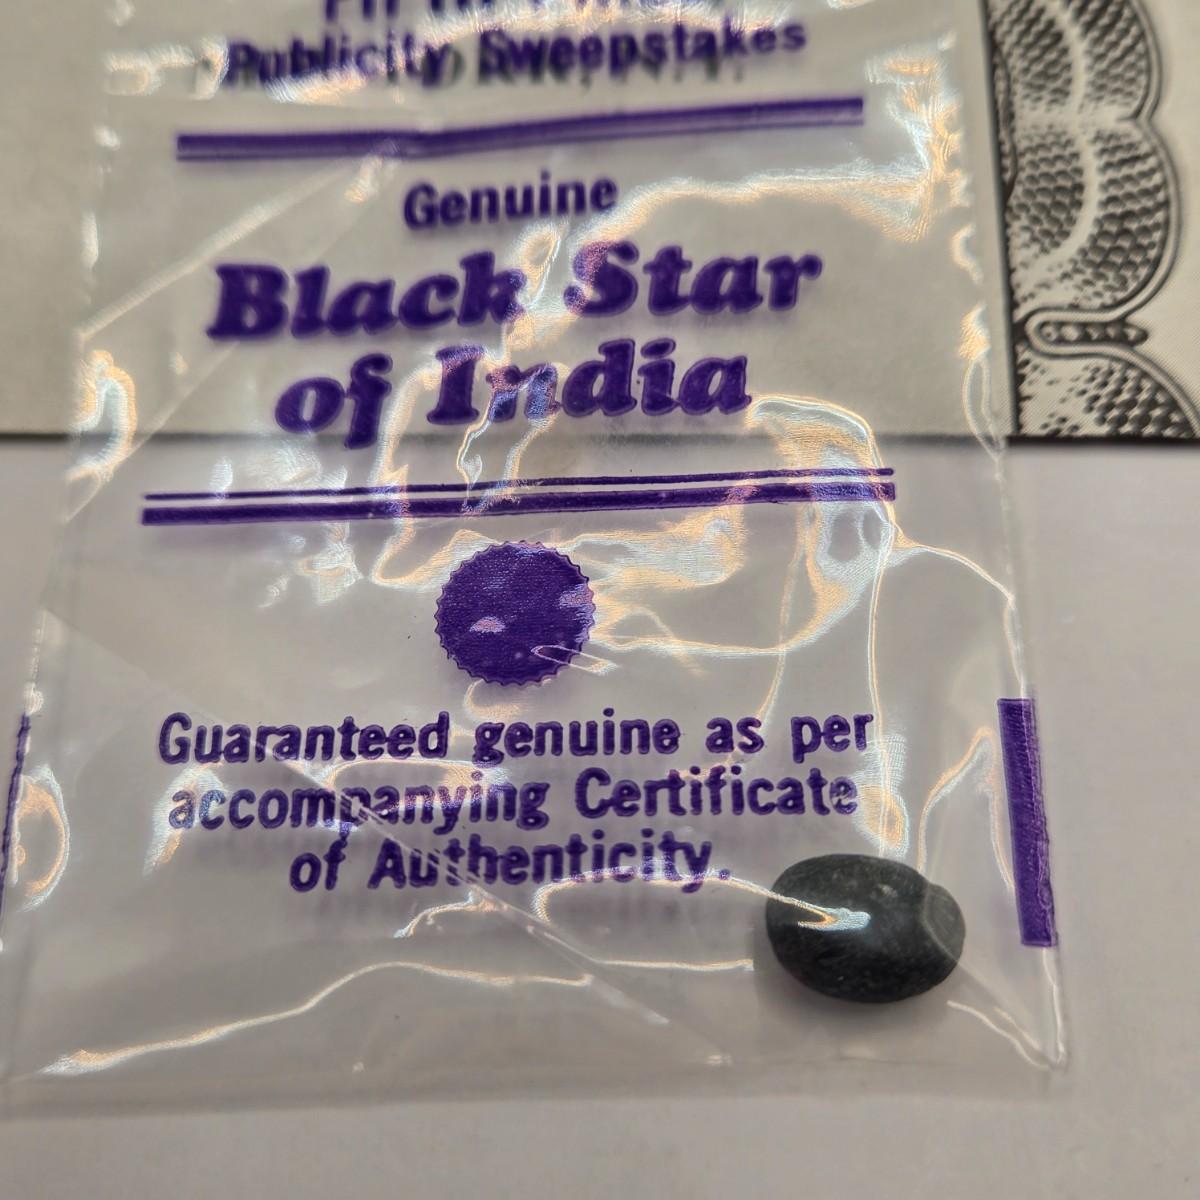 Publicity Sweepstakes
Genuine
Black Star
of India
Guaranteed genuine as per
accompanying Certificate
of Authenticity.